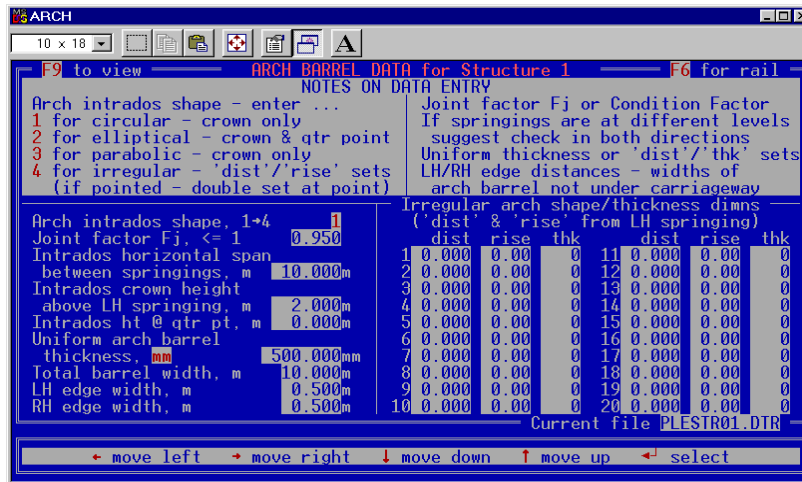 ARCH
10 x 18
A
F9 to view ARCH BARREL DATA for Structure 1 F6 for rail
NOTES ON DATA ENTRY
Arch intrados shape - enter ...
1 for circular - crown only
2 for elliptical - crown & qtr point
3 for parabolic - crown only
4 for irregular - 'dist'/'rise' sets
(if pointed - double set at point)
Joint factor Fj or Condition Factor
If springings are at different levels
suggest check in both directions
Uniform thickness or 'dist'/'thk' sets
LH/RH edge distances - widths of
arch barrel not under carriageway
Arch intrados shape, 1→4 1
Joint factor Fj, <= 1 0.950
Intrados horizontal span
between springings, m 10.000m
Intrados crown height
above LH springing, m 2.000m
Intrados ht @ qtr pt, m 0.000m
Uniform arch barrel
thickness, mm 500.000mm
Total barrel width, m 10.000m
LH edge width, m 0.500m
RH edge width, m 0.500m
Irregular arch shape/thickness dimns
('dist' & 'rise' from LH springing)
dist rise thk dist rise thk
1 0.000 0.00 0 11 0.000 0.00 0
2 0.000 0.00 0 12 0.000 0.00 0
3 0.000 0.00 0 13 0.000 0.00 0
4 0.000 0.00 0 14 0.000 0.00 0
5 0.000 0.00 0 15 0.000 0.00 0
6 0.000 0.00 0 16 0.000 0.00 0
7 0.000 0.00 0 17 0.000 0.00 0
8 0.000 0.00 0 18 0.000 0.00 0
9 0.000 0.00 0 19 0.000 0.00 0
10 0.000 0.00 0 20 0.000 0.00 0
Current file PLESTR01.DTR
← move left → move right ↓ move down ↑ move up ↵ select